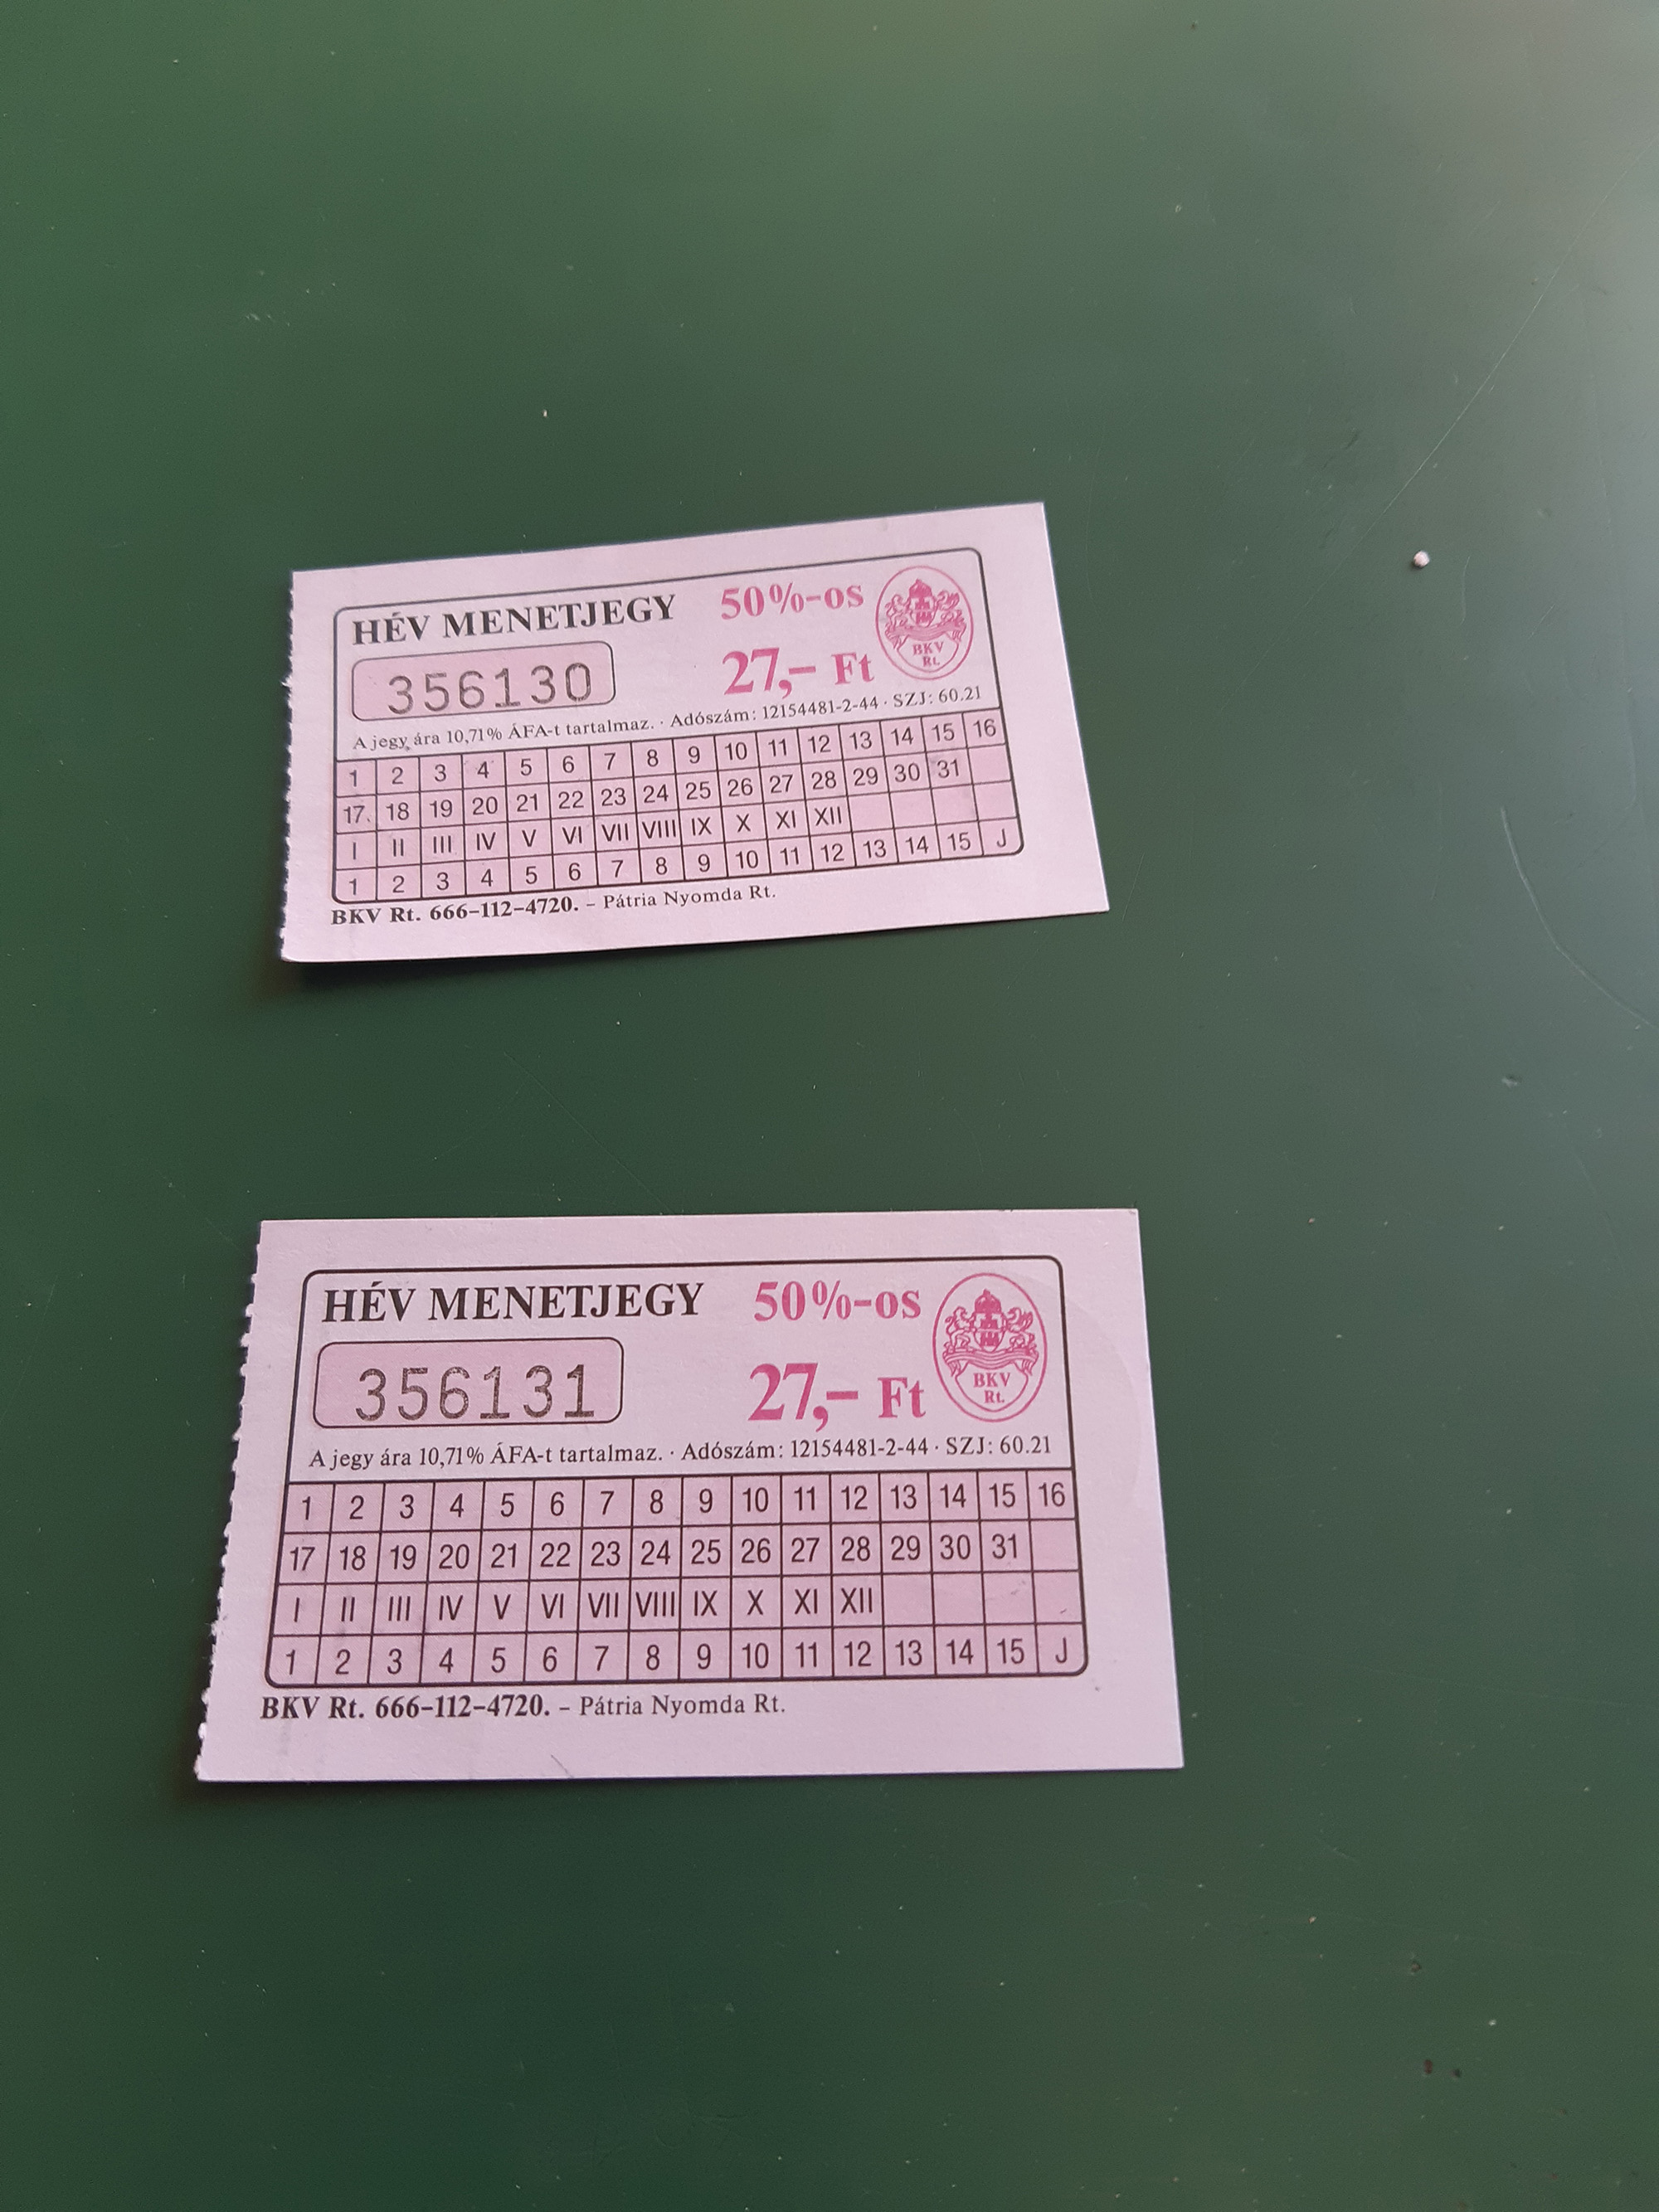 HÉV MENETJEGY 50%-os
356130 27,– Ft
BKV
Rt.
A jegy ára 10,71% ÁFA-t tartalmaz. · Adószám: 12154481-2-44 · SZJ: 60.21
1 2 3 4 5 6 7 8 9 10 11 12 13 14 15 16
17 18 19 20 21 22 23 24 25 26 27 28 29 30 31
I II III IV V VI VII VIII IX X XI XII
1 2 3 4 5 6 7 8 9 10 11 12 13 14 15 J
BKV Rt. 666–112–4720. – Pátria Nyomda Rt.
HÉV MENETJEGY 50%-os
356131 27,– Ft
BKV
Rt.
A jegy ára 10,71% ÁFA-t tartalmaz. · Adószám: 12154481-2-44 · SZJ: 60.21
1 2 3 4 5 6 7 8 9 10 11 12 13 14 15 16
17 18 19 20 21 22 23 24 25 26 27 28 29 30 31
I II III IV V VI VII VIII IX X XI XII
1 2 3 4 5 6 7 8 9 10 11 12 13 14 15 J
BKV Rt. 666–112–4720. – Pátria Nyomda Rt.